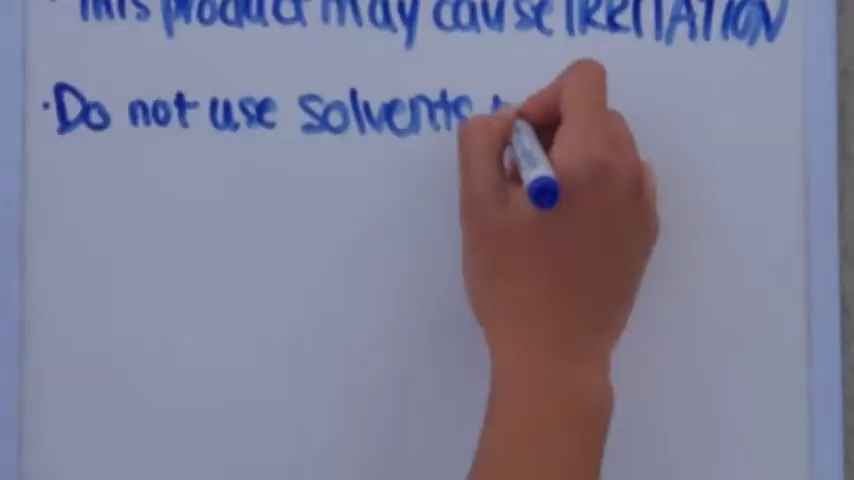 · This product may cause IRRITATION
· Do not use solvents